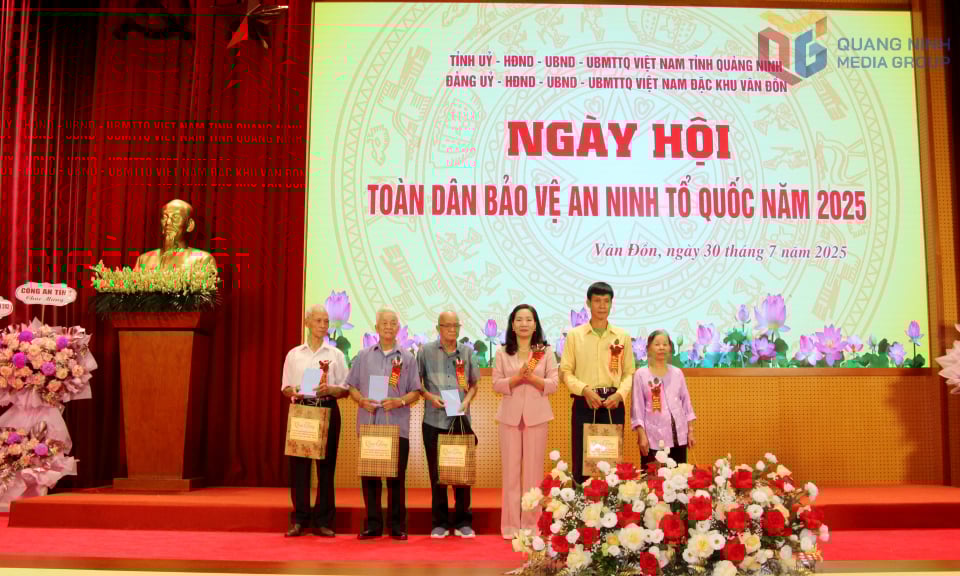 TỈNH UỶ - HĐND - UBND - UBMTTQ VIỆT NAM TỈNH QUẢNG NINH
ĐẢNG UỶ - HĐND - UBND - UBMTTQ VIỆT NAM ĐẶC KHU VÂN ĐỒN
QUANG NINH
MEDIA GROUP
NGÀY HỘI
TOÀN DÂN BẢO VỆ AN NINH TỔ QUỐC NĂM 2025
Vân Đồn, ngày 30 tháng 7 năm 2025
CÔNG AN TỈN
Chúc Mừng